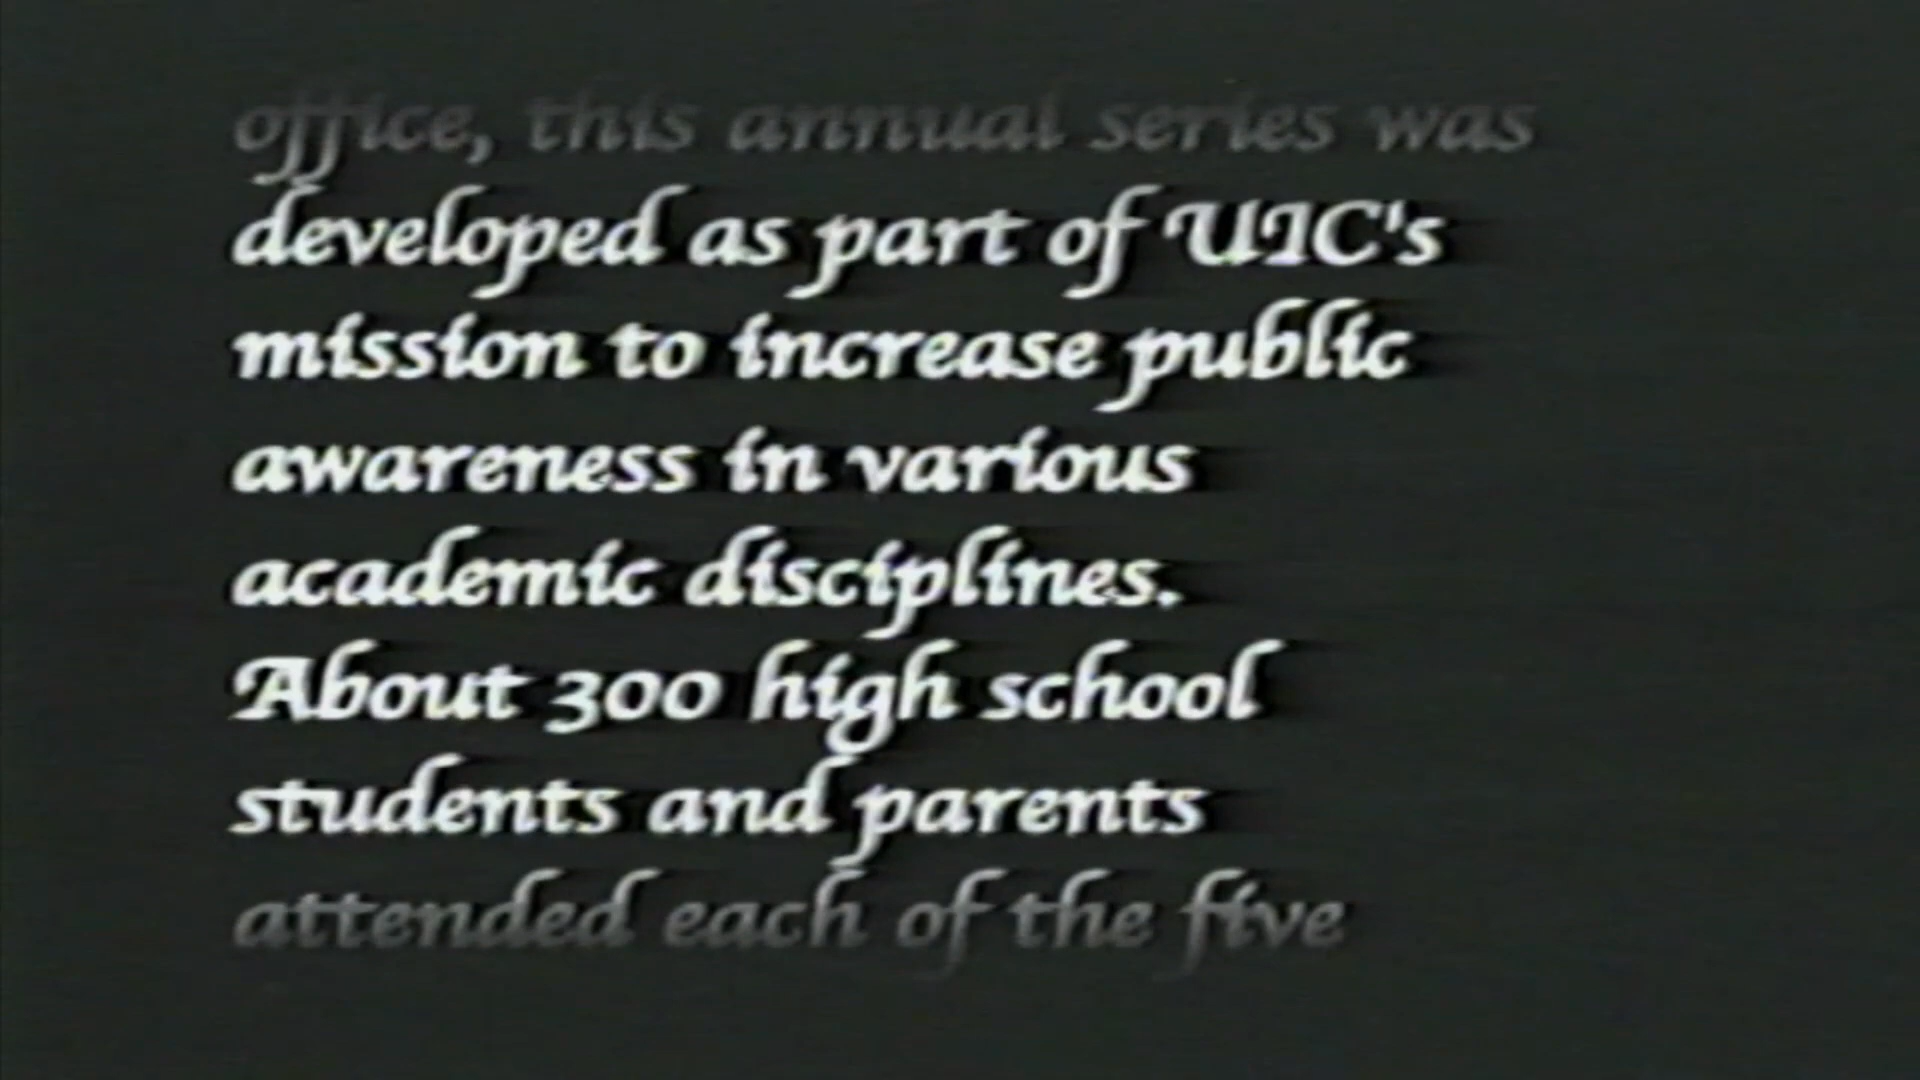 office, this annual series was
developed as part of UIC's
mission to increase public
awareness in various
academic disciplines.
About 300 high school
students and parents
attended each of the five